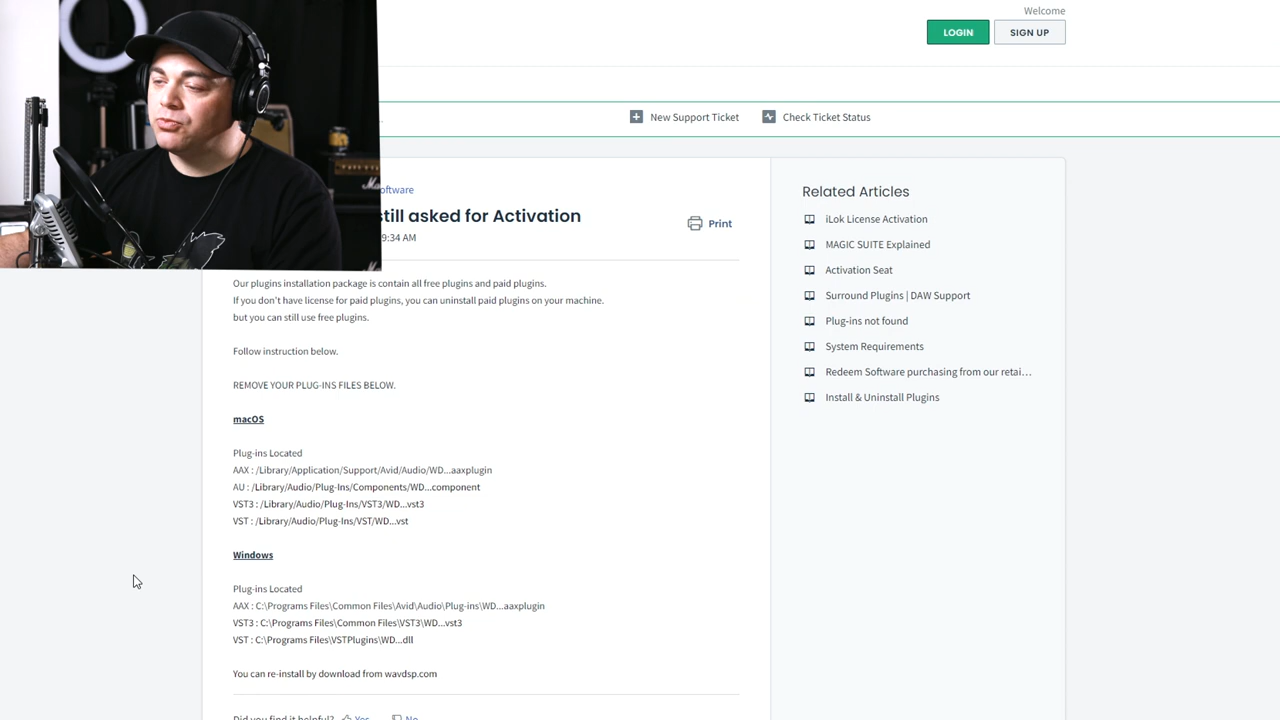 Welcome
LOGIN
SIGN UP
New Support Ticket
Check Ticket Status
still asked for Activation
9:34 AM
Print
Our plugins installation package is contain all free plugins and paid plugins.
If you don't have license for paid plugins, you can uninstall paid plugins on your machine.
but you can still use free plugins.
Follow instruction below.
REMOVE YOUR PLUG-INS FILES BELOW.
macOS
Plug-ins Located
AAX : /Library/Application/Support/Avid/Audio/WD...aaxplugin
AU : /Library/Audio/Plug-Ins/Components/WD...component
VST3 : /Library/Audio/Plug-Ins/VST3/WD...vst3
VST : /Library/Audio/Plug-Ins/VST/WD...vst
Windows
Plug-ins Located
AAX : C:\Programs Files\Common Files\Avid\Audio\Plug-ins\WD...aaxplugin
VST3 : C:\Programs Files\Common Files\VST3\WD...vst3
VST : C:\Programs Files\VSTPlugins\WD...dll
You can re-install by download from wavdsp.com
Did you find it helpful? Yes No
Related Articles
iLok License Activation
MAGIC SUITE Explained
Activation Seat
Surround Plugins | DAW Support
Plug-ins not found
System Requirements
Redeem Software purchasing from our retai...
Install & Uninstall Plugins